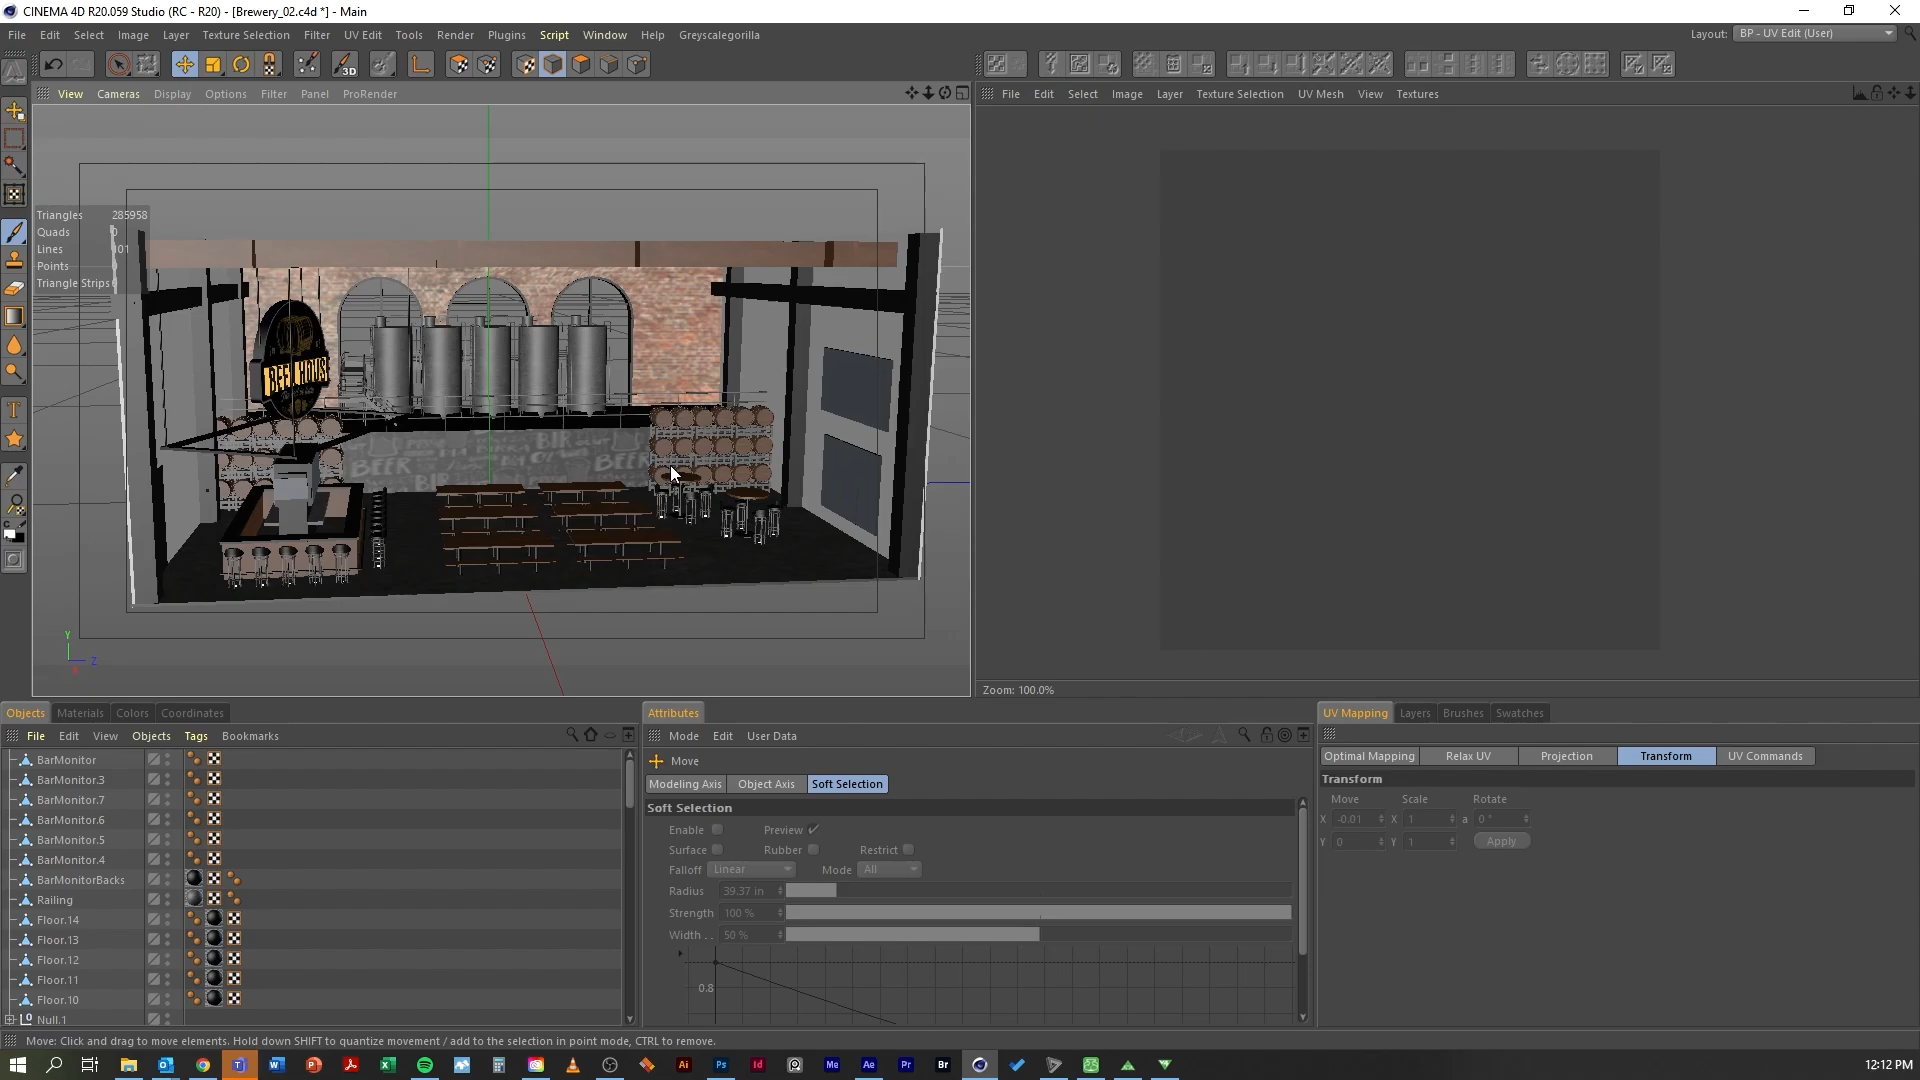 CINEMA 4D R20.059 Studio (RC - R20) - [Brewery_02.c4d *] - Main
File Edit Select Image Layer Texture Selection Filter UV Edit Tools Render Plugins Script Window Help Greyscalegorilla
Layout: BP - UV Edit (User)
View Cameras Display Options Filter Panel ProRender
File Edit Select Image Layer Texture Selection UV Mesh View Textures
Triangles 285958
Quads 0
Lines 101
Points
Triangle Strips 0
BEER HOUSE
BEER
BEER
Y
Z
X
Zoom: 100.0%
Objects Materials Colors Coordinates
File Edit View Objects Tags Bookmarks
BarMonitor
BarMonitor.3
BarMonitor.7
BarMonitor.6
BarMonitor.5
BarMonitor.4
BarMonitorBacks
Railing
Floor.14
Floor.13
Floor.12
Floor.11
Floor.10
Null.1
Attributes
Mode Edit User Data
Move
Modeling Axis Object Axis Soft Selection
Soft Selection
Enable Preview
Surface Rubber Restrict
Falloff Linear Mode All
Radius 39.37 in
Strength 100 %
Width . . 50 %
0.8
UV Mapping Layers Brushes Swatches
Optimal Mapping Relax UV Projection Transform UV Commands
Transform
Move Scale Rotate
X -0.01 X 1 a 0 °
Y 0 Y 1 Apply
Move: Click and drag to move elements. Hold down SHIFT to quantize movement / add to the selection in point mode, CTRL to remove.
12:12 PM